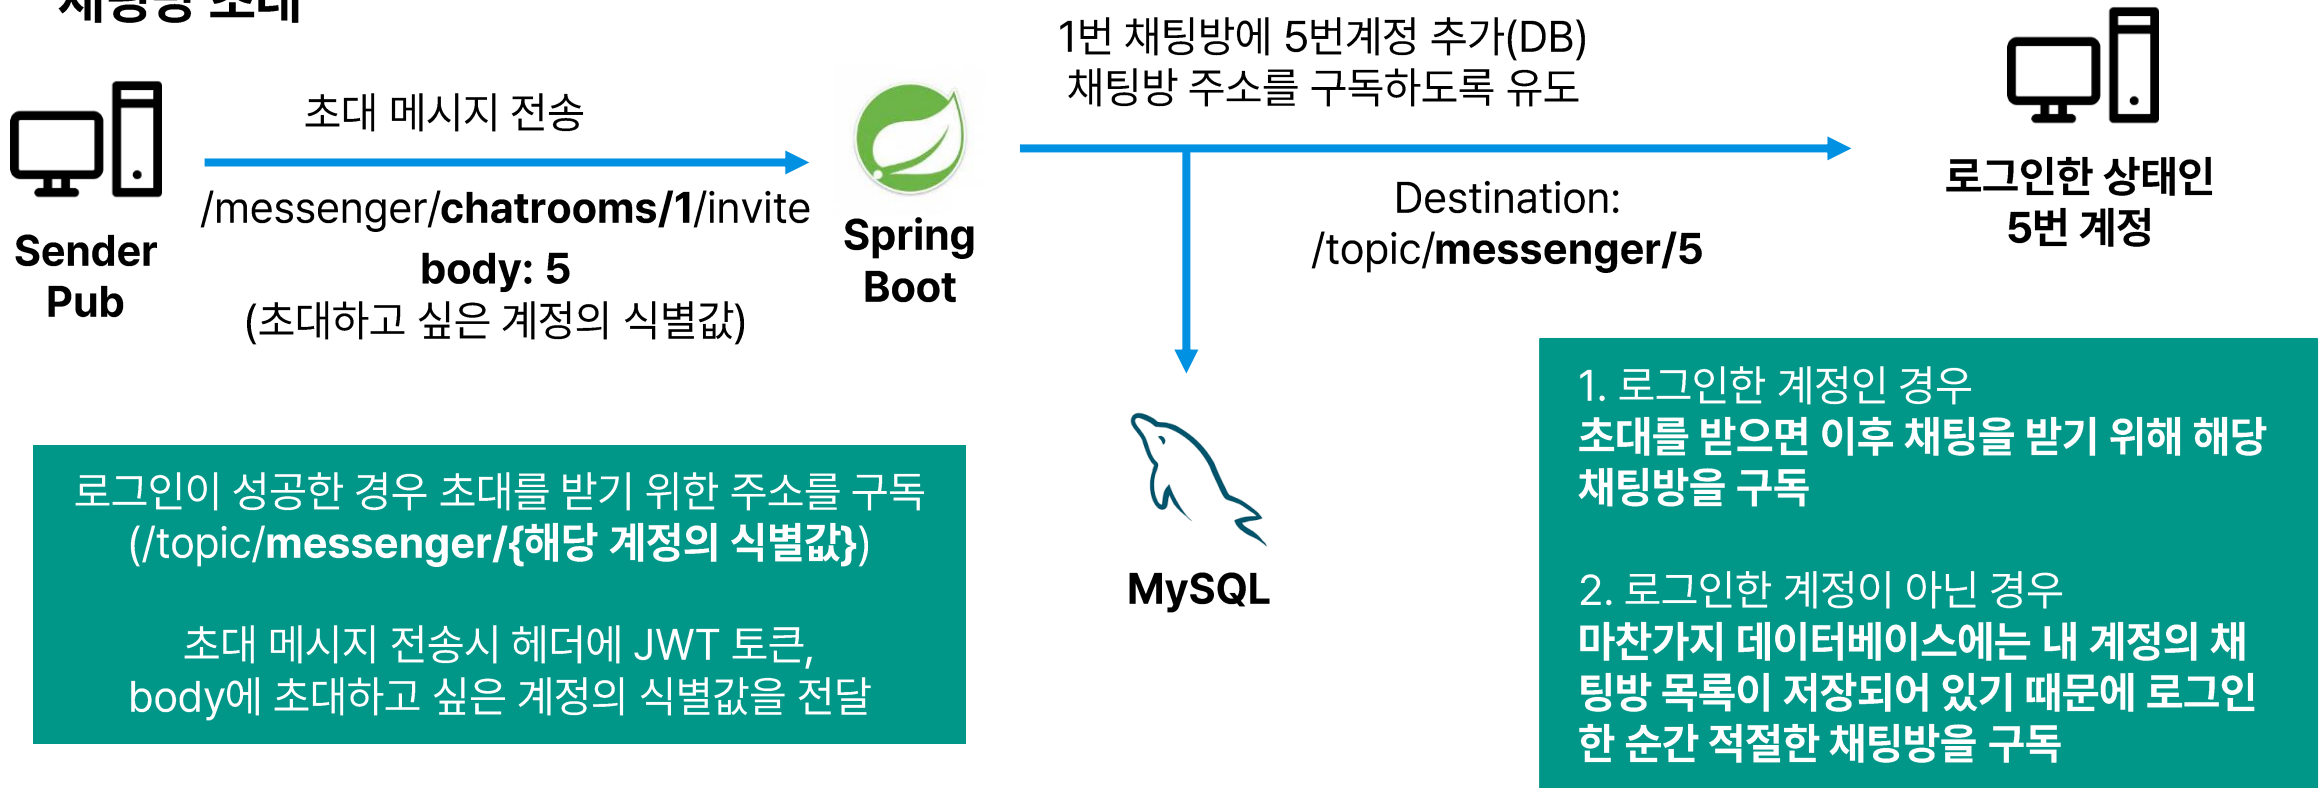 채팅방 초대
초대 메시지 전송
/messenger/chatrooms/1/invite
body: 5
(초대하고 싶은 계정의 식별값)
Sender
Pub
Spring
Boot
1번 채팅방에 5번계정 추가(DB)
채팅방 주소를 구독하도록 유도
Destination:
/topic/messenger/5
로그인한 상태인
5번 계정
MySQL
로그인이 성공한 경우 초대를 받기 위한 주소를 구독
(/topic/messenger/{해당 계정의 식별값})
초대 메시지 전송시 헤더에 JWT 토큰,
body에 초대하고 싶은 계정의 식별값을 전달
1. 로그인한 계정인 경우
초대를 받으면 이후 채팅을 받기 위해 해당
채팅방을 구독
2. 로그인한 계정이 아닌 경우
마찬가지 데이터베이스에는 내 계정의 채
팅방 목록이 저장되어 있기 때문에 로그인
한 순간 적절한 채팅방을 구독